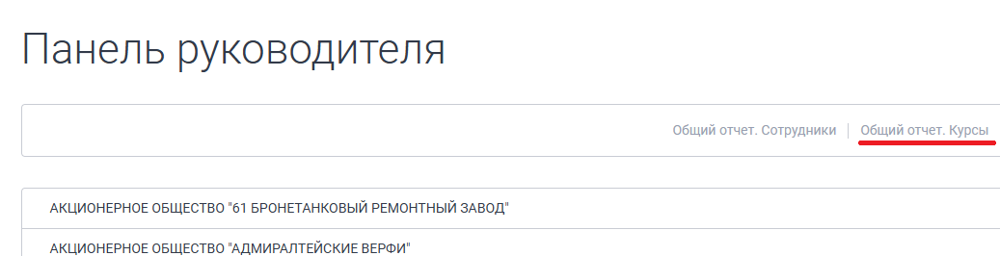 Панель руководителя
Общий отчет. Сотрудники
Общий отчет. Курсы
АКЦИОНЕРНОЕ ОБЩЕСТВО "61 БРОНЕТАНКОВЫЙ РЕМОНТНЫЙ ЗАВОД"
АКЦИОНЕРНОЕ ОБЩЕСТВО "АДМИРАЛТЕЙСКИЕ ВЕРФИ"